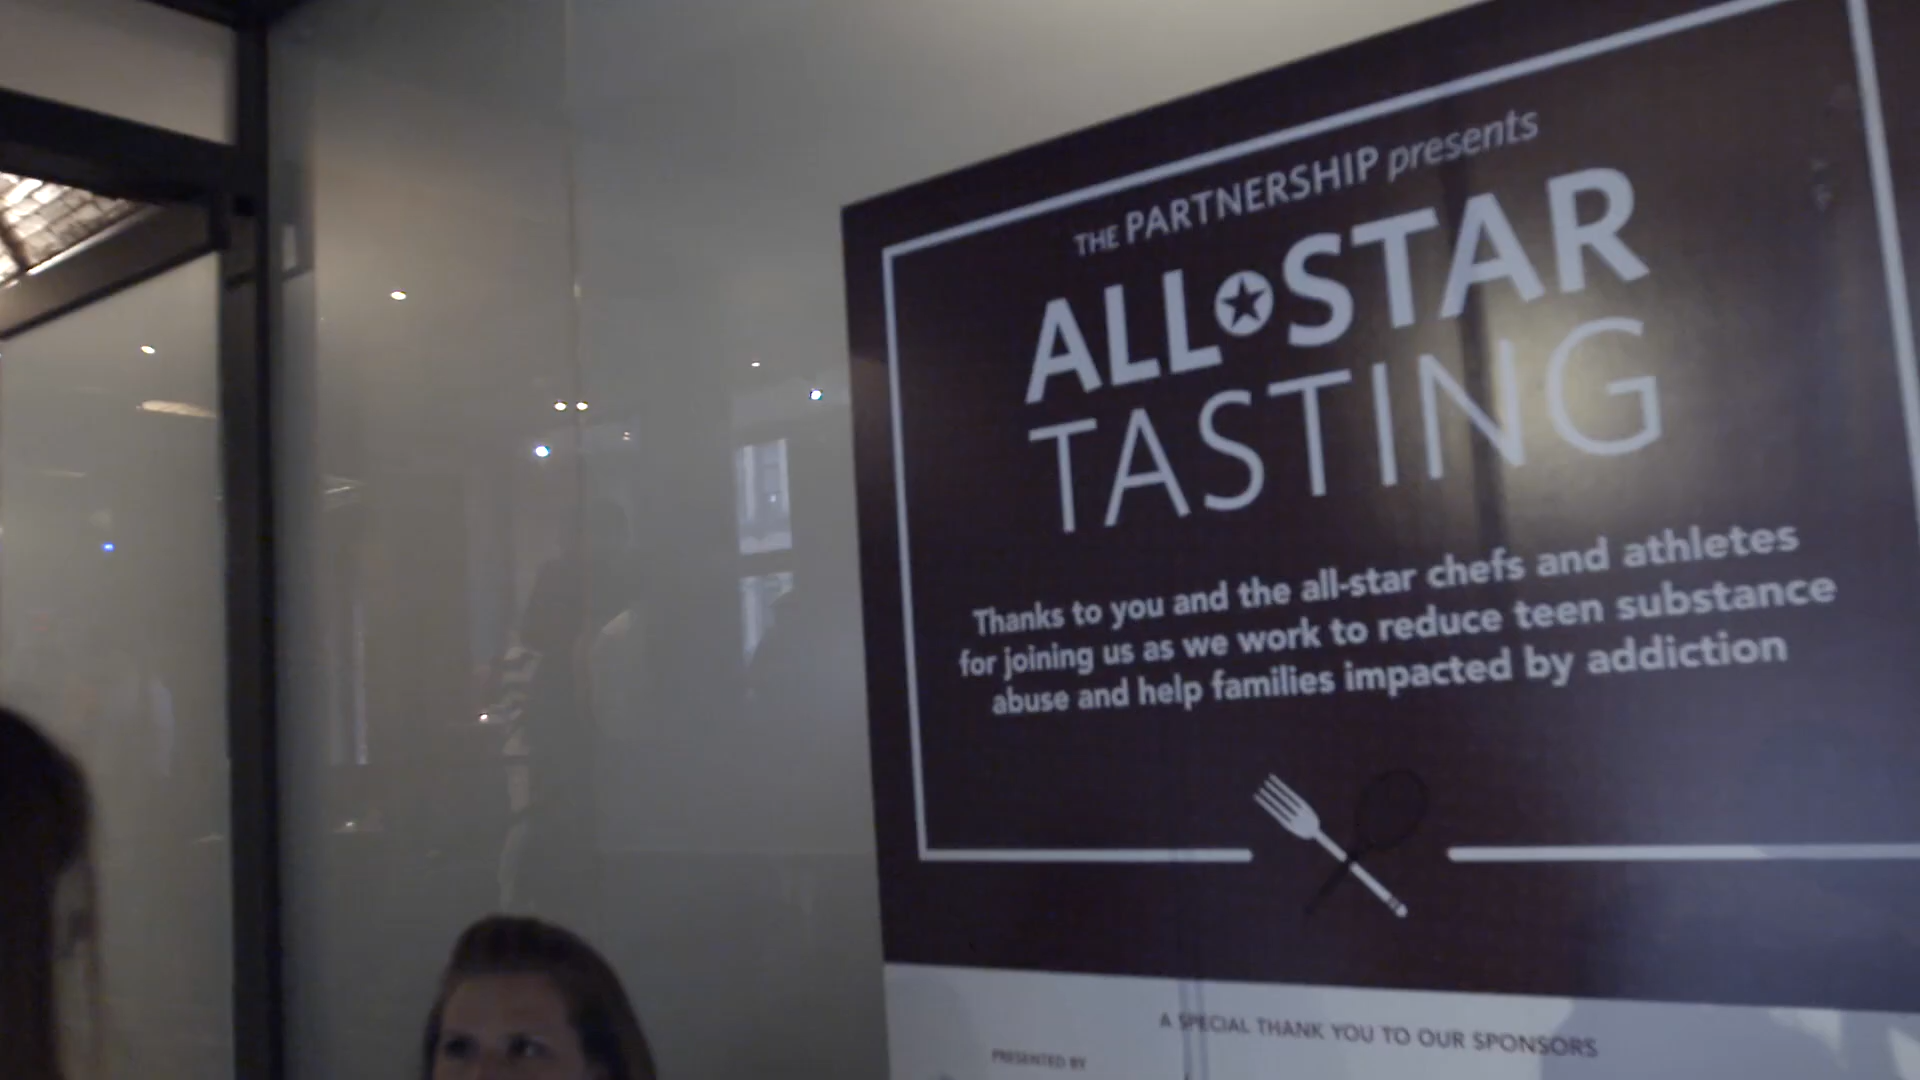 THE PARTNERSHIP presents
ALL STAR
TASTING
Thanks to you and the all-star chefs and athletes
for joining us as we work to reduce teen substance
abuse and help families impacted by addiction
A SPECIAL THANK YOU TO OUR SPONSORS
PRESENTED BY